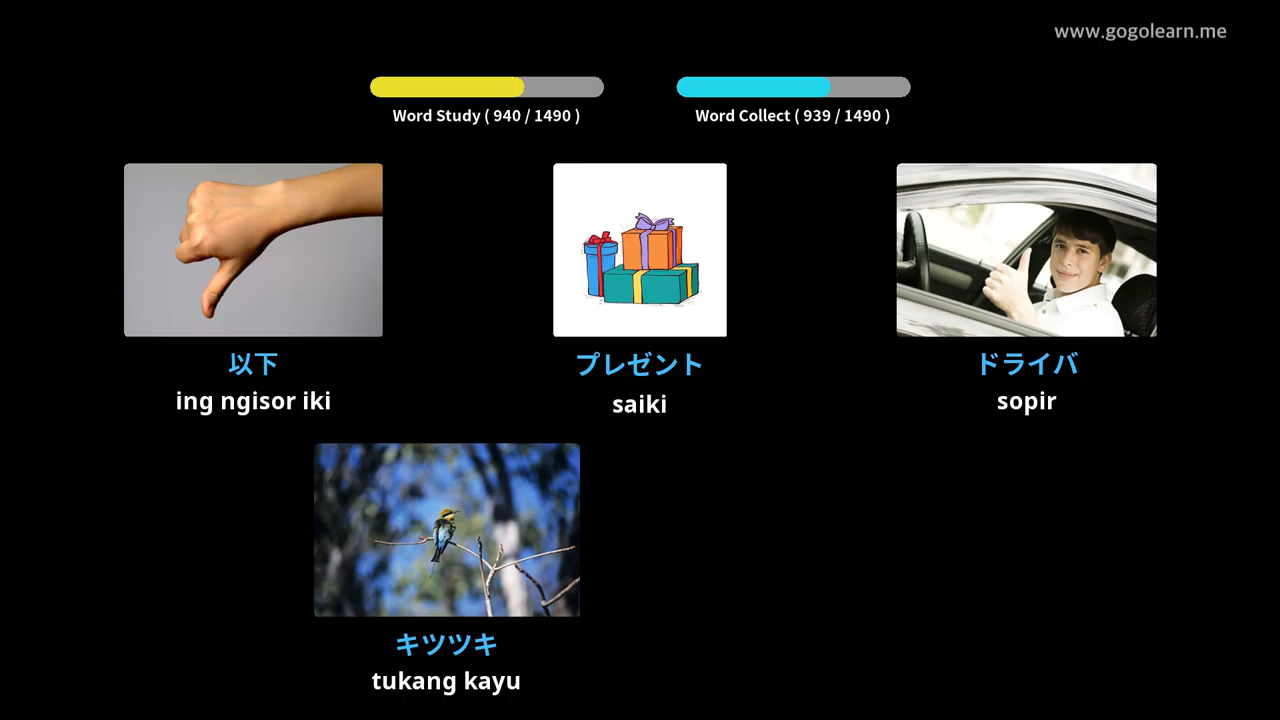 www.gogolearn.me
Word Study ( 940 / 1490 )
Word Collect ( 939 / 1490 )
以下
ing ngisor iki
プレゼント
saiki
ドライバ
sopir
キツツキ
tukang kayu